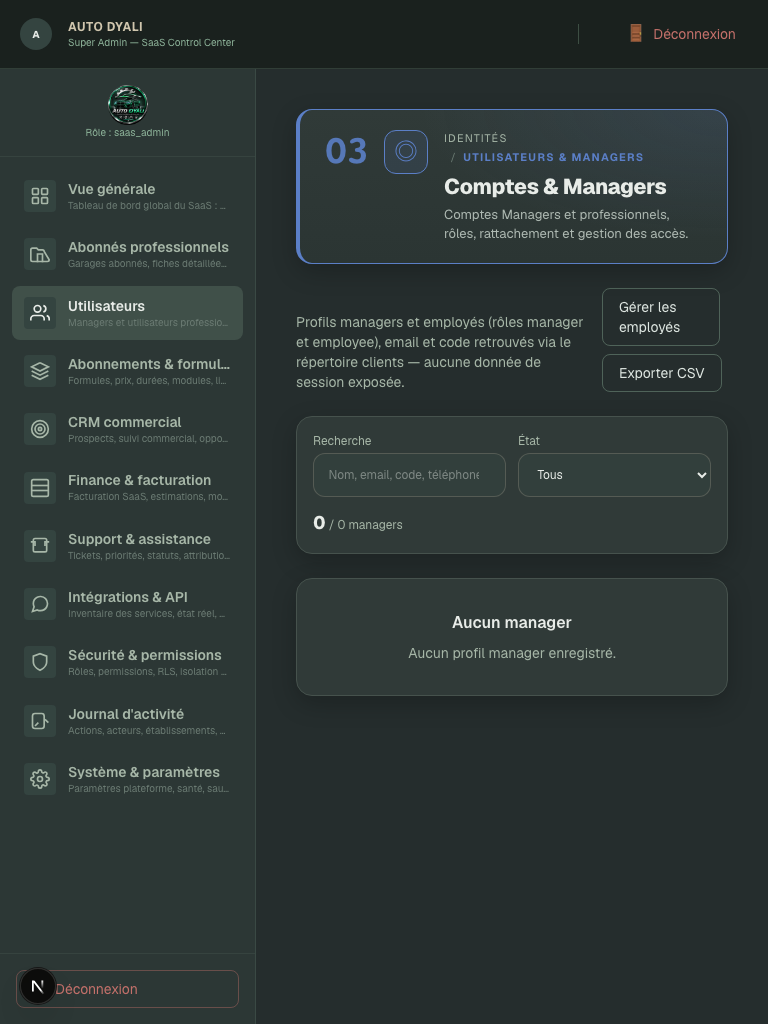 A
AUTO DYALI
Super Admin — SaaS Control Center
Déconnexion
AUTO DYALI
Rôle : saas_admin
Vue générale
Tableau de bord global du SaaS : ...
Abonnés professionnels
Garages abonnés, fiches détaillée...
Utilisateurs
Managers et utilisateurs professio...
Abonnements & formul...
Formules, prix, durées, modules, li...
CRM commercial
Prospects, suivi commercial, oppo...
Finance & facturation
Facturation SaaS, estimations, mo...
Support & assistance
Tickets, priorités, statuts, attributio...
Intégrations & API
Inventaire des services, état réel, ...
Sécurité & permissions
Rôles, permissions, RLS, isolation ...
Journal d'activité
Actions, acteurs, établissements, ...
Système & paramètres
Paramètres plateforme, santé, sau...
N
Déconnexion
03
IDENTITÉS
/ UTILISATEURS & MANAGERS
Comptes & Managers
Comptes Managers et professionnels,
rôles, rattachement et gestion des accès.
Profils managers et employés (rôles manager
et employee), email et code retrouvés via le
répertoire clients — aucune donnée de
session exposée.
Gérer les
employés
Exporter CSV
Recherche
Nom, email, code, téléphone
État
Tous
0 / 0 managers
Aucun manager
Aucun profil manager enregistré.